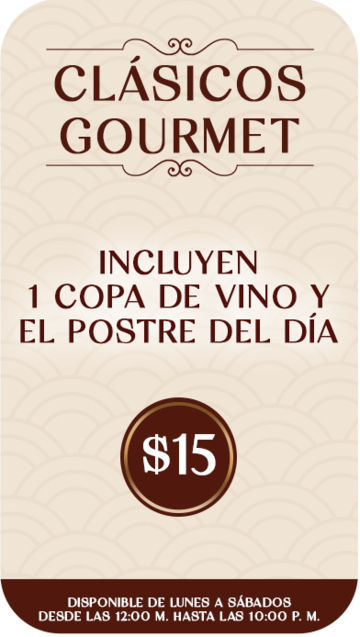 CLÁSICOS
GOURMET
INCLUYEN
1 COPA DE VINO Y
EL POSTRE DEL DÍA
$15
DISPONIBLE DE LUNES A SÁBADOS
DESDE LAS 12:00 M. HASTA LAS 10:00 P. M.